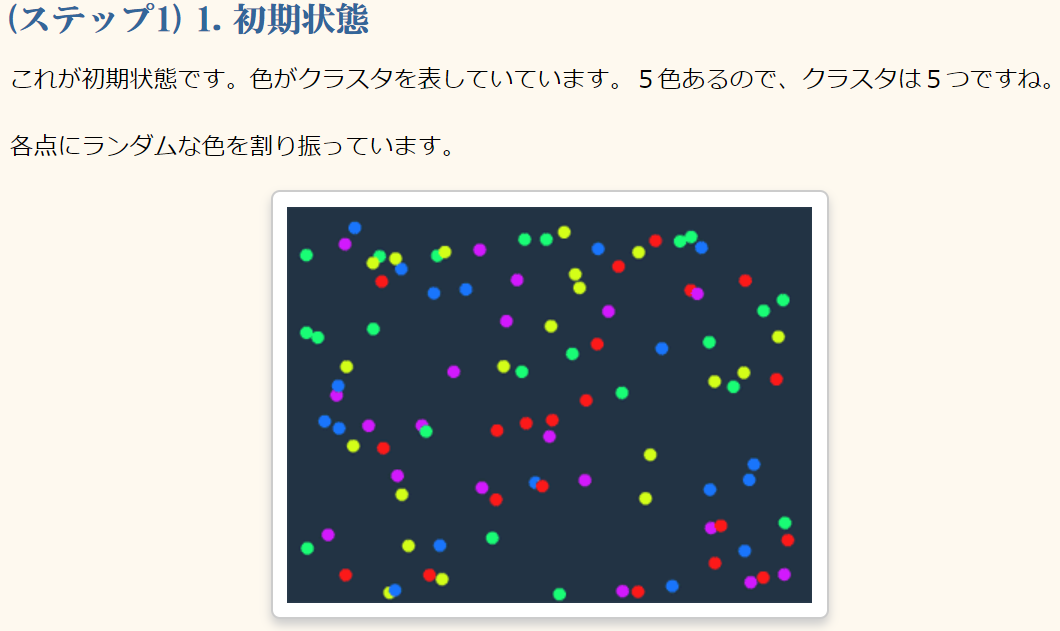 (ステップ1) 1. 初期状態
これが初期状態です。色がクラスタを表していています。５色あるので、クラスタは５つですね。
各点にランダムな色を割り振っています。